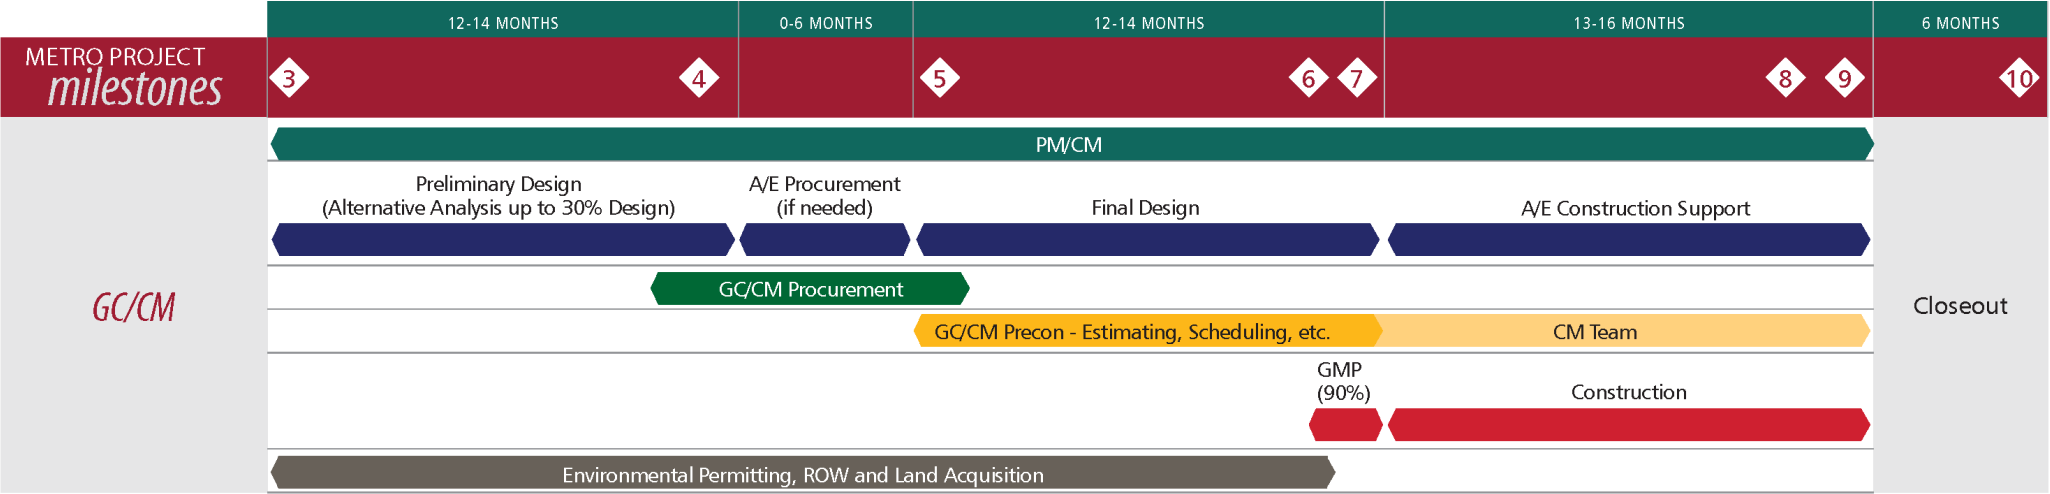 12-14 MONTHS
0-6 MONTHS
12-14 MONTHS
13-16 MONTHS
6 MONTHS
METRO PROJECT
milestones
3
4
5
6
7
8
9
10
PM/CM
Preliminary Design
(Alternative Analysis up to 30% Design)
A/E Procurement
(if needed)
Final Design
A/E Construction Support
GC/CM Procurement
GC/CM
Closeout
GC/CM Precon - Estimating, Scheduling, etc.
CM Team
GMP
(90%)
Construction
Environmental Permitting, ROW and Land Acquisition